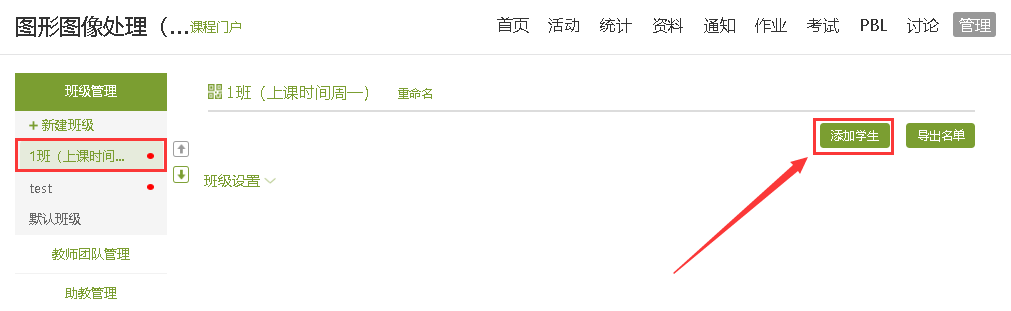 图形图像处理（...课程门户
首页 活动 统计 资料 通知 作业 考试 PBL 讨论 管理
班级管理
+ 新建班级
1班（上课时间...
test
默认班级
教师团队管理
助教管理
1班（上课时间周一） 重命名
添加学生 导出名单
班级设置